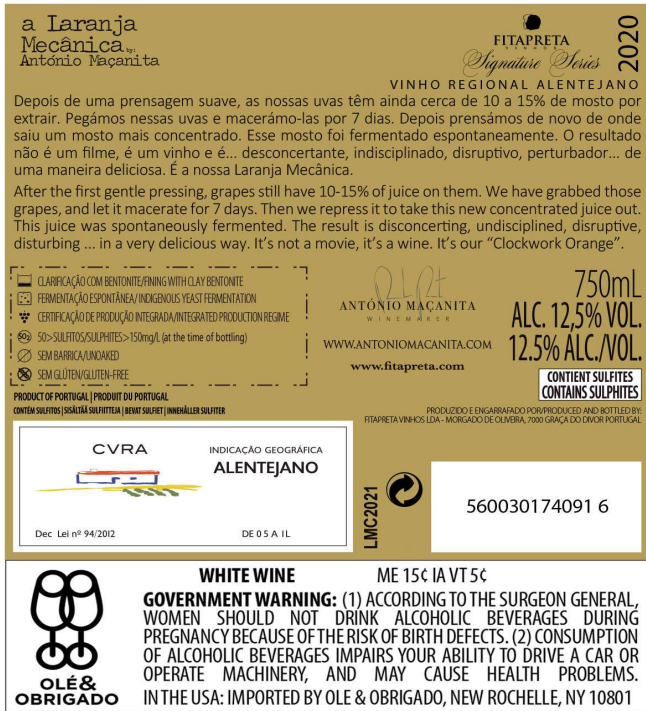 a Laranja
Mecânica by:
António Maçanita
FITAPRETA
VINHOS
Signature Series
2020
VINHO REGIONAL ALENTEJANO
Depois de uma prensagem suave, as nossas uvas têm ainda cerca de 10 a 15% de mosto por
extrair. Pegámos nessas uvas e macerámo-las por 7 dias. Depois prensámos de novo de onde
saiu um mosto mais concentrado. Esse mosto foi fermentado espontaneamente. O resultado
não é um filme, é um vinho e é... desconcertante, indisciplinado, disruptivo, perturbador... de
uma maneira deliciosa. É a nossa Laranja Mecânica.
After the first gentle pressing, grapes still have 10-15% of juice on them. We have grabbed those
grapes, and let it macerate for 7 days. Then we repress it to take this new concentrated juice out.
This juice was spontaneously fermented. The result is disconcerting, undisciplined, disruptive,
disturbing ... in a very delicious way. It's not a movie, it's a wine. It's our “Clockwork Orange”.
CLARIFICAÇÃO COM BENTONITE/FINING WITH CLAY BENTONITE
FERMENTAÇÃO ESPONTÂNEA/ INDIGENOUS YEAST FERMENTATION
CERTIFICAÇÃO DE PRODUÇÃO INTEGRADA/INTEGRATED PRODUCTION REGIME
SO2 50>SULFITOS/SULPHITES>150mg/L (at the time of bottling)
SEM BARRICA/UNOAKED
SEM GLÚTEN/GLUTEN-FREE
ANTÓNIO MAÇANITA
WINEMAKER
WWW.ANTONIOMACANITA.COM
www.fitapreta.com
750mL
ALC. 12,5% VOL.
12.5% ALC./VOL.
CONTIENT SULFITES
CONTAINS SULPHITES
PRODUCT OF PORTUGAL | PRODUIT DU PORTUGAL
CONTÉM SULFITOS | SISÄLTÄÄ SULFIITTEJA | BEVAT SULFIET | INNEHÅLLER SULFITER
PRODUZIDO E ENGARRAFADO POR/PRODUCED AND BOTTLED BY:
FITAPRETA VINHOS LDA - MORGADO DE OLIVEIRA, 7000 GRAÇA DO DIVOR PORTUGAL
CVRA
INDICAÇÃO GEOGRÁFICA
ALENTEJANO
Dec Lei nº 94/2012
DE 0 5 A 1L
LMC2021
560030174091 6
WHITE WINE
ME 15¢ IA VT 5¢
GOVERNMENT WARNING: (1) ACCORDING TO THE SURGEON GENERAL,
WOMEN SHOULD NOT DRINK ALCOHOLIC BEVERAGES DURING
PREGNANCY BECAUSE OF THE RISK OF BIRTH DEFECTS. (2) CONSUMPTION
OF ALCOHOLIC BEVERAGES IMPAIRS YOUR ABILITY TO DRIVE A CAR OR
OPERATE MACHINERY, AND MAY CAUSE HEALTH PROBLEMS.
IN THE USA: IMPORTED BY OLE & OBRIGADO, NEW ROCHELLE, NY 10801
OLÉ &
OBRIGADO